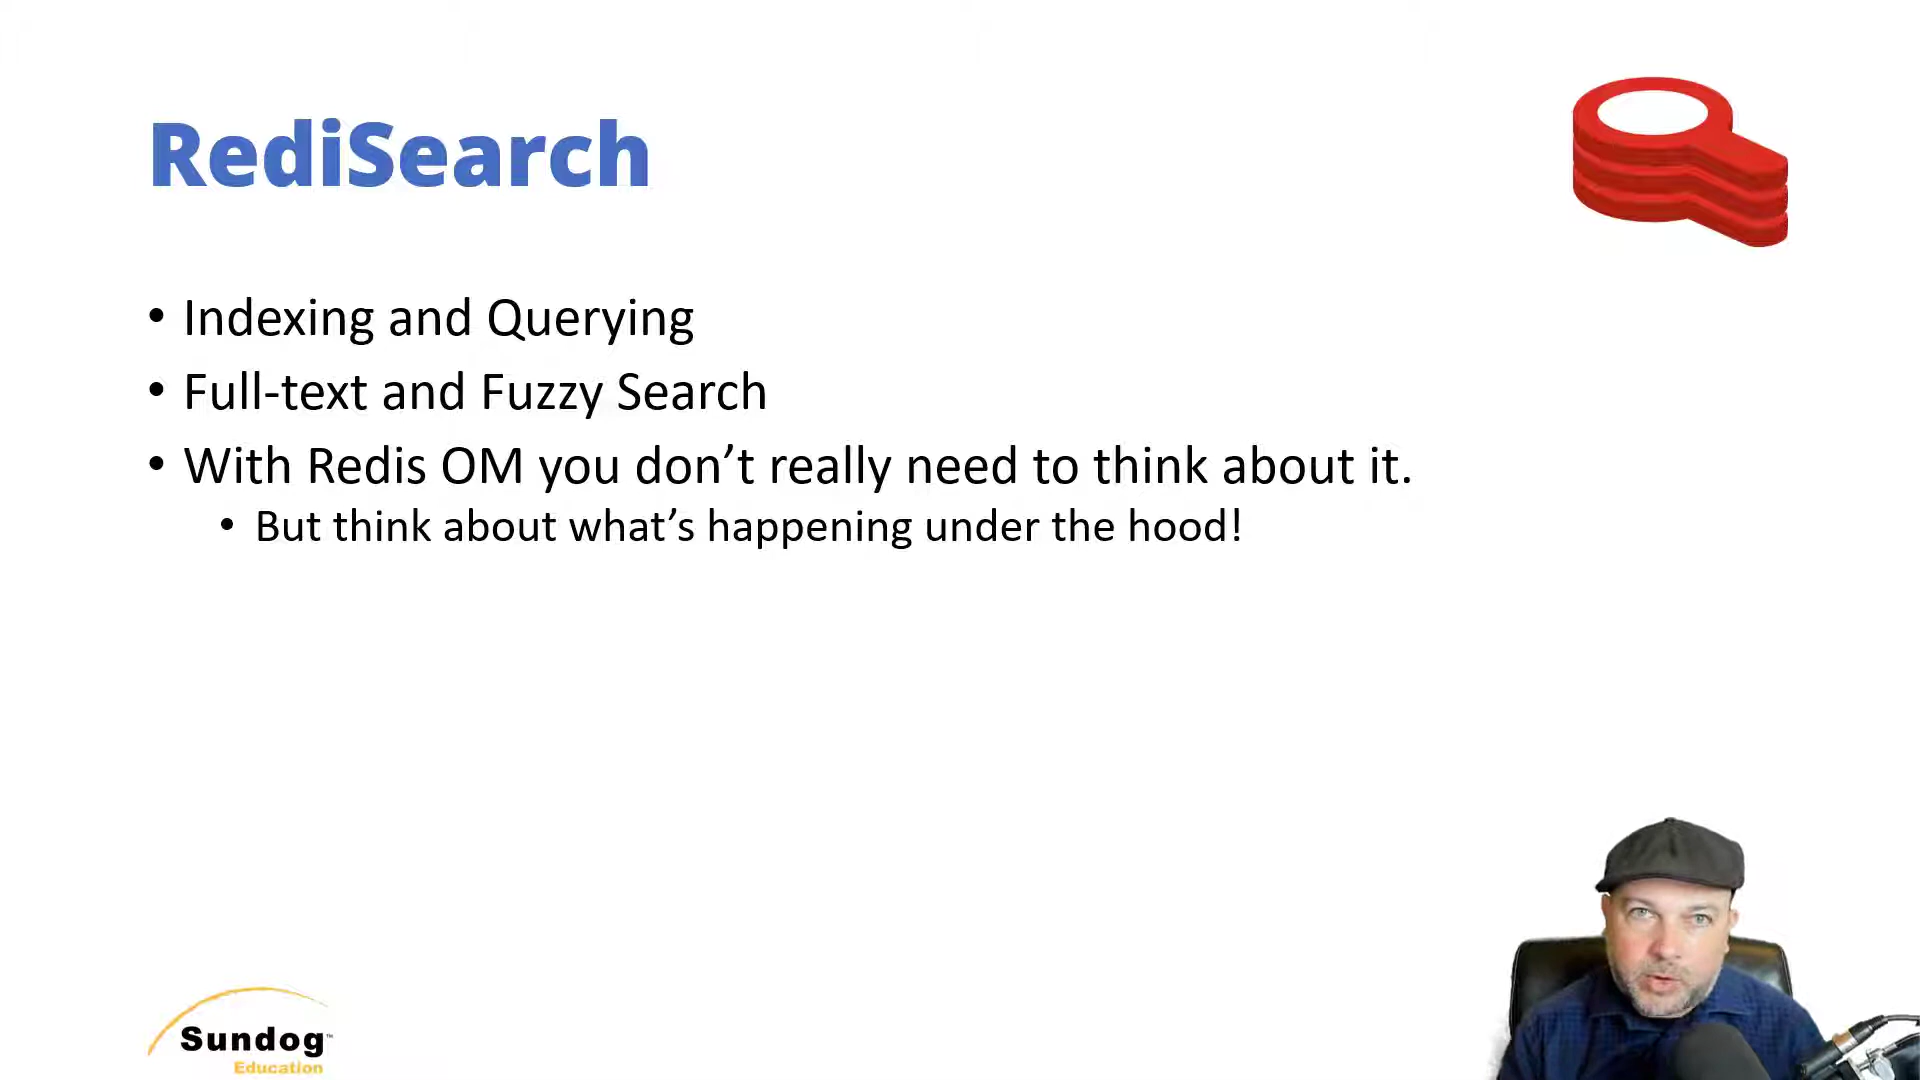 RediSearch
• Indexing and Querying
• Full-text and Fuzzy Search
• With Redis OM you don’t really need to think about it.
• But think about what’s happening under the hood!
Sundog™
Education